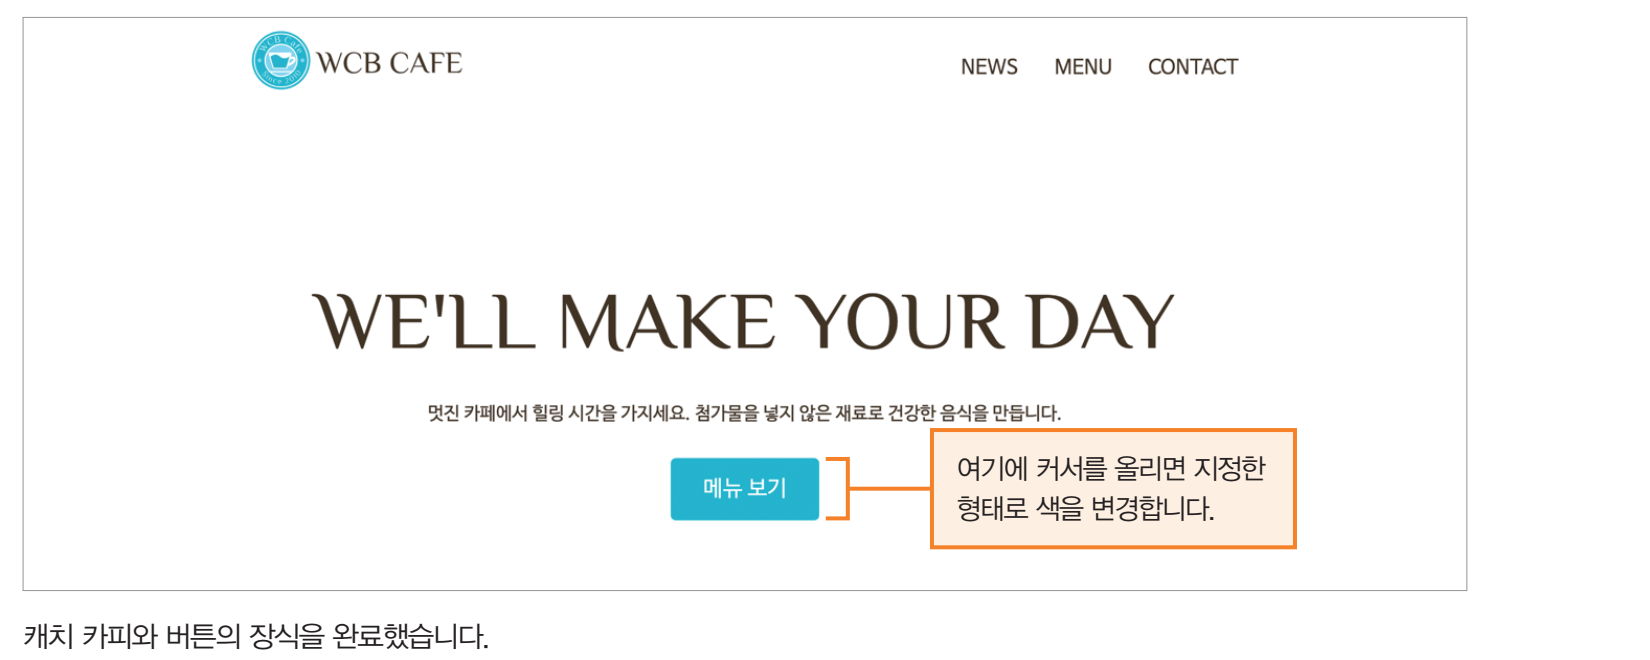 WCB Cafe
Since 2010
WCB CAFE
NEWS MENU CONTACT
WE'LL MAKE YOUR DAY
멋진 카페에서 힐링 시간을 가지세요. 첨가물을 넣지 않은 재료로 건강한 음식을 만듭니다.
메뉴 보기
여기에 커서를 올리면 지정한
형태로 색을 변경합니다.
캐치 카피와 버튼의 장식을 완료했습니다.